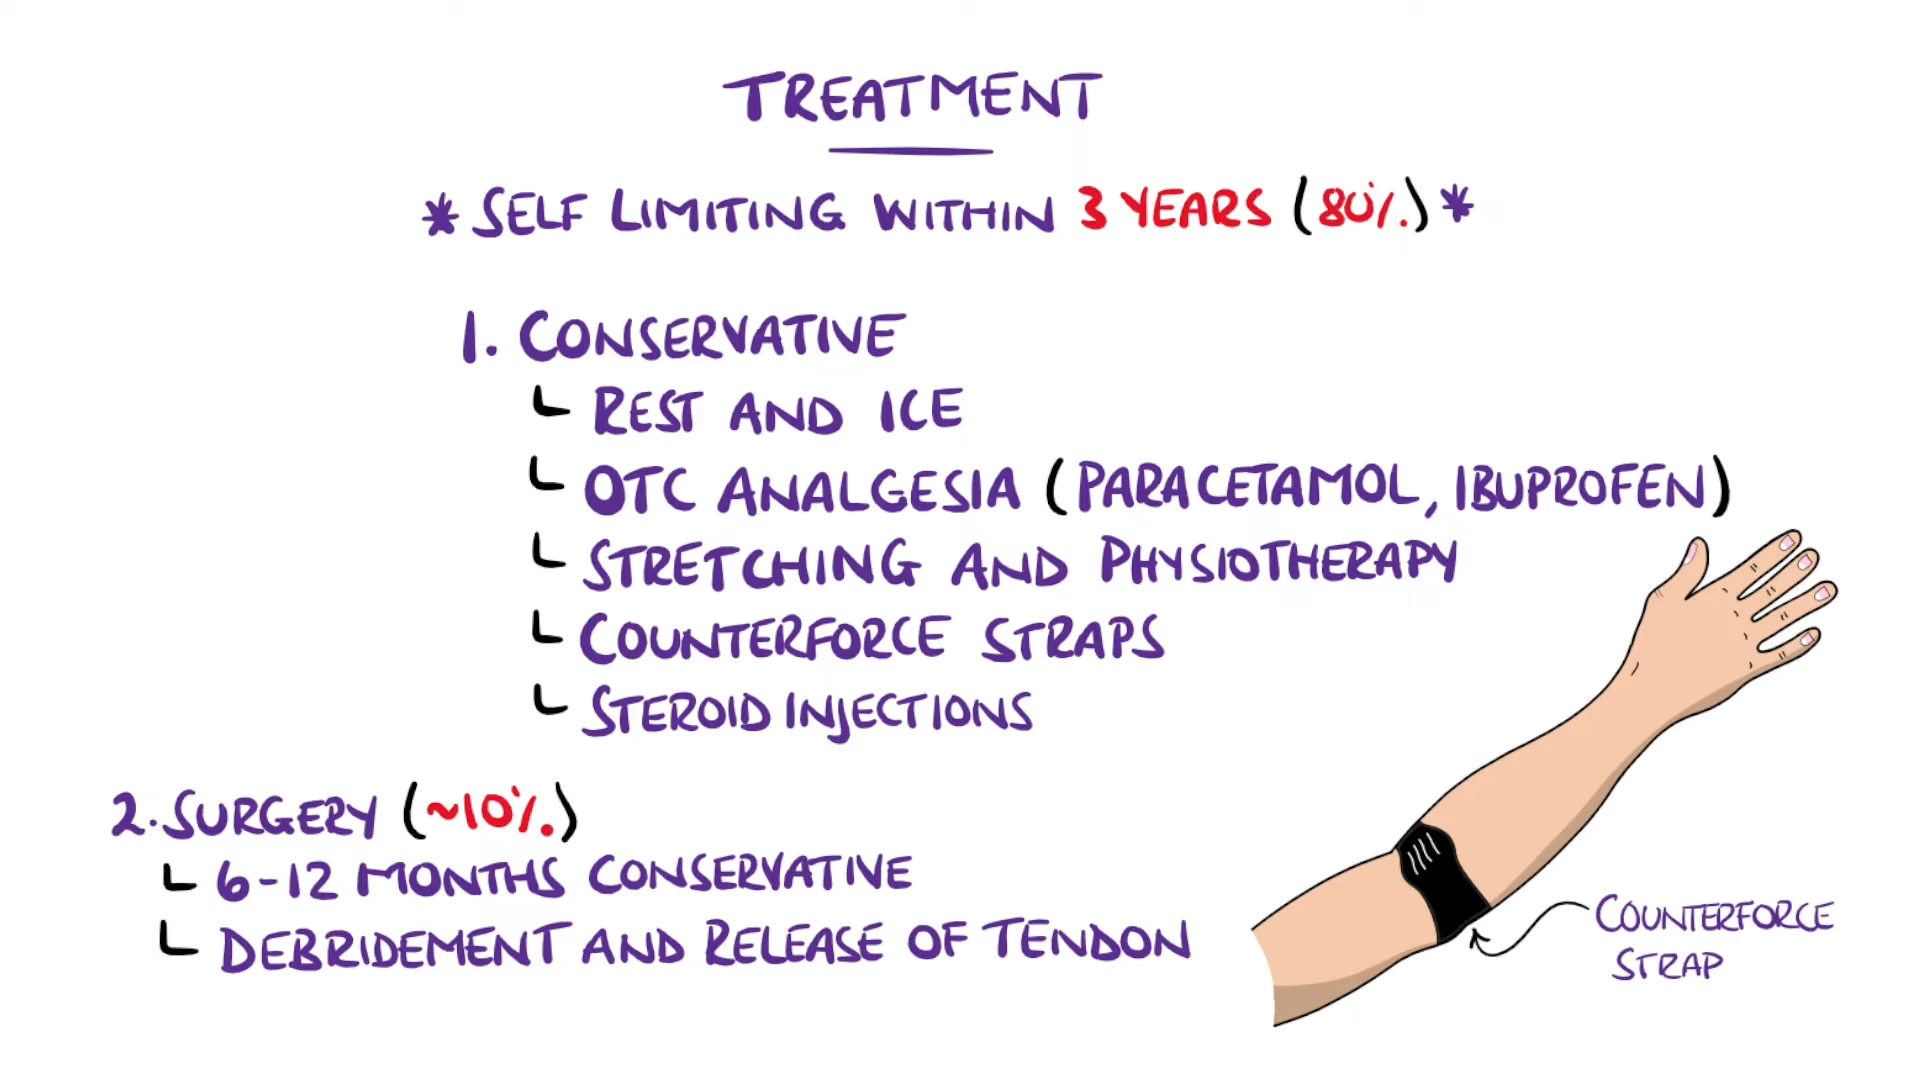 TREATMENT
* SELF LIMITING WITHIN 3 YEARS (80%) *
1. CONSERVATIVE
REST AND ICE
OTC ANALGESIA (PARACETAMOL, IBUPROFEN)
STRETCHING AND PHYSIOTHERAPY
COUNTERFORCE STRAPS
STEROID INJECTIONS
2. SURGERY (~10%)
6-12 MONTHS CONSERVATIVE
DEBRIDEMENT AND RELEASE OF TENDON
COUNTERFORCE
STRAP